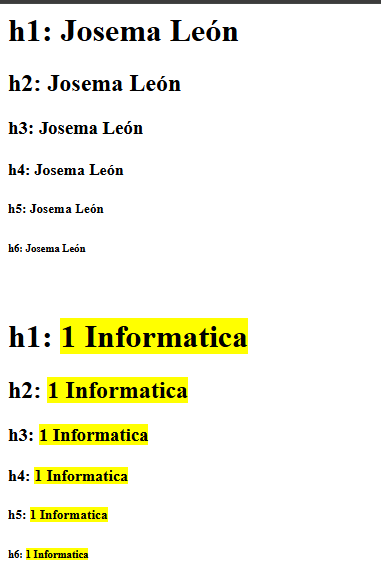 h1: Josema León
h2: Josema León
h3: Josema León
h4: Josema León
h5: Josema León
h6: Josema León
h1: 1 Informatica
h2: 1 Informatica
h3: 1 Informatica
h4: 1 Informatica
h5: 1 Informatica
h6: 1 Informatica